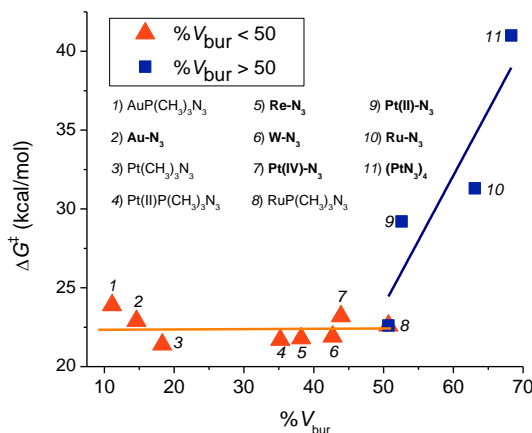 %Vbur < 50
%Vbur > 50
1) AuP(CH3)3N3
5) Re-N3
9) Pt(II)-N3
2) Au-N3
6) W-N3
10) Ru-N3
3) Pt(CH3)3N3
7) Pt(IV)-N3
11) (PtN3)4
4) Pt(II)P(CH3)3N3
8) RuP(CH3)3N3
ΔG‡ (kcal/mol)
40
35
30
25
20
1
2
3
4
5
6
7
8
9
10
11
10 20 30 40 50 60 70
%Vbur